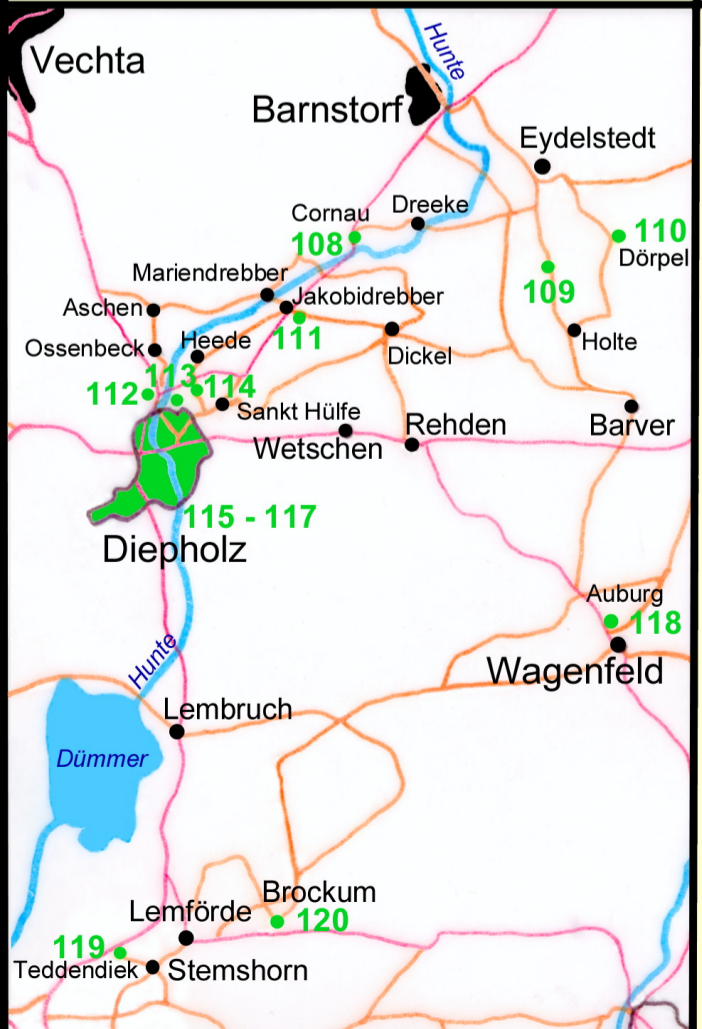 Hunte
Vechta
Barnstorf
Eydelstedt
Cornau
Dreeke
108
110
Dörpel
Mariendrebber
109
Aschen
Jakobidrebber
111
Holte
Ossenbeck
Heede
Dickel
112
113
114
Sankt Hülfe
Wetschen
Rehden
Barver
115 - 117
Diepholz
Auburg
118
Hunte
Wagenfeld
Lembruch
Dümmer
Brockum
Lemförde
120
119
Teddendiek
Stemshorn